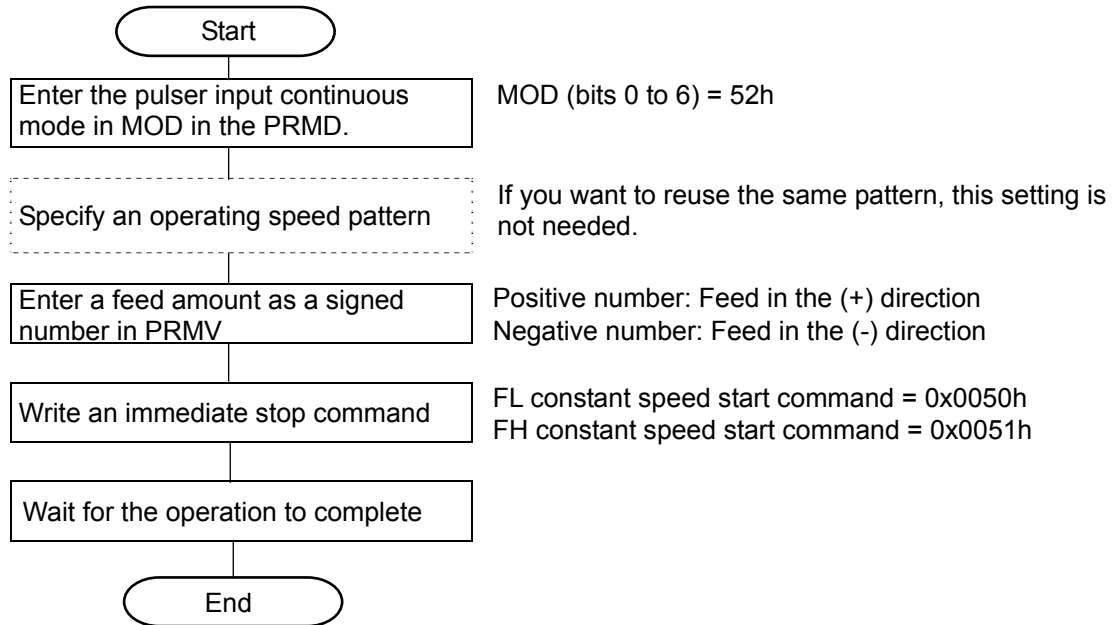 Start
Enter the pulser input continuous
mode in MOD in the PRMD.
MOD (bits 0 to 6) = 52h
Specify an operating speed pattern
If you want to reuse the same pattern, this setting is
not needed.
Enter a feed amount as a signed
number in PRMV
Positive number: Feed in the (+) direction
Negative number: Feed in the (-) direction
Write an immediate stop command
FL constant speed start command = 0x0050h
FH constant speed start command = 0x0051h
Wait for the operation to complete
End